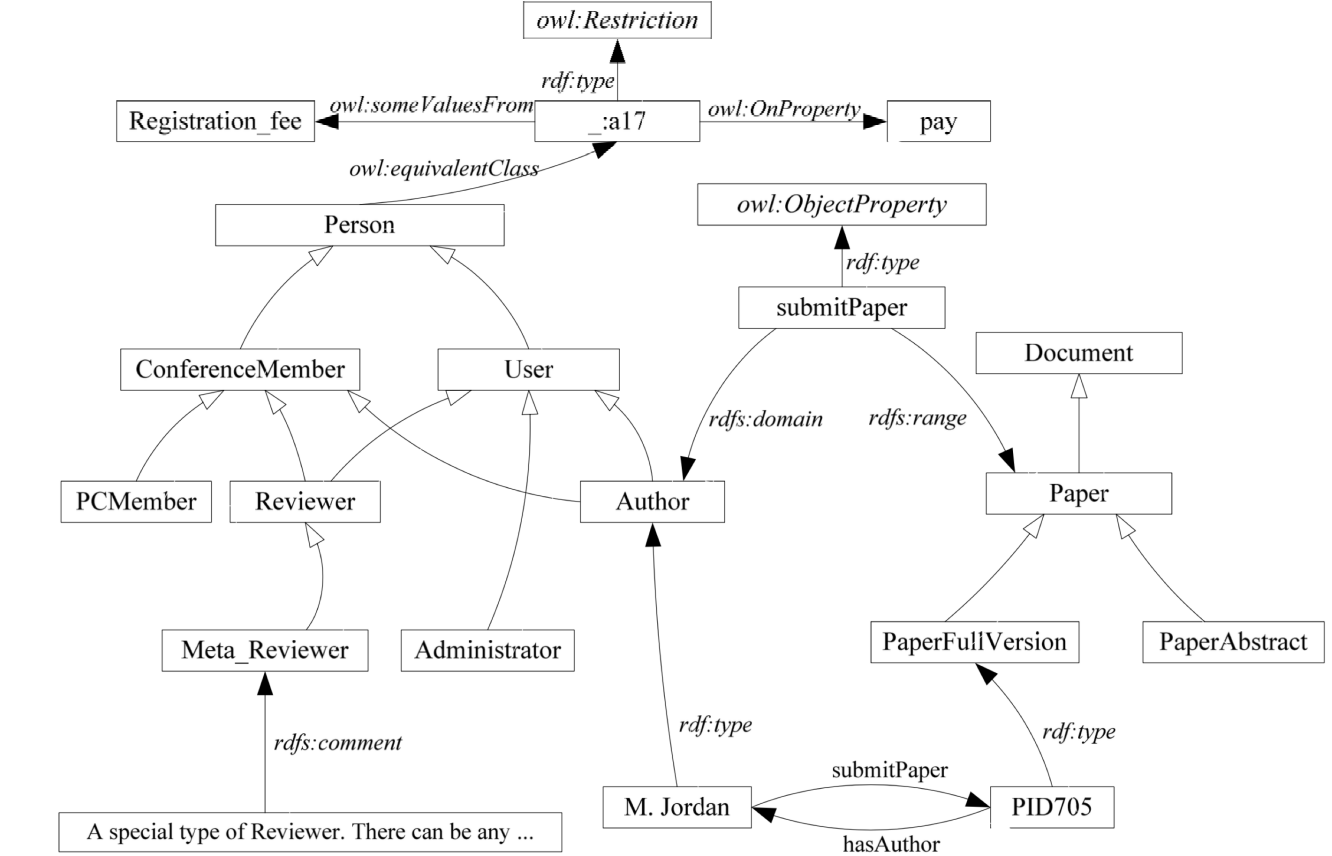 owl:Restriction
rdf:type
Registration_fee
owl:someValuesFrom
_:a17
owl:OnProperty
pay
owl:equivalentClass
Person
owl:ObjectProperty
rdf:type
submitPaper
ConferenceMember
User
Document
rdfs:domain
rdfs:range
PCMember
Reviewer
Author
Paper
Meta_Reviewer
Administrator
PaperFullVersion
PaperAbstract
rdfs:comment
rdf:type
rdf:type
submitPaper
M. Jordan
PID705
hasAuthor
A special type of Reviewer. There can be any ...